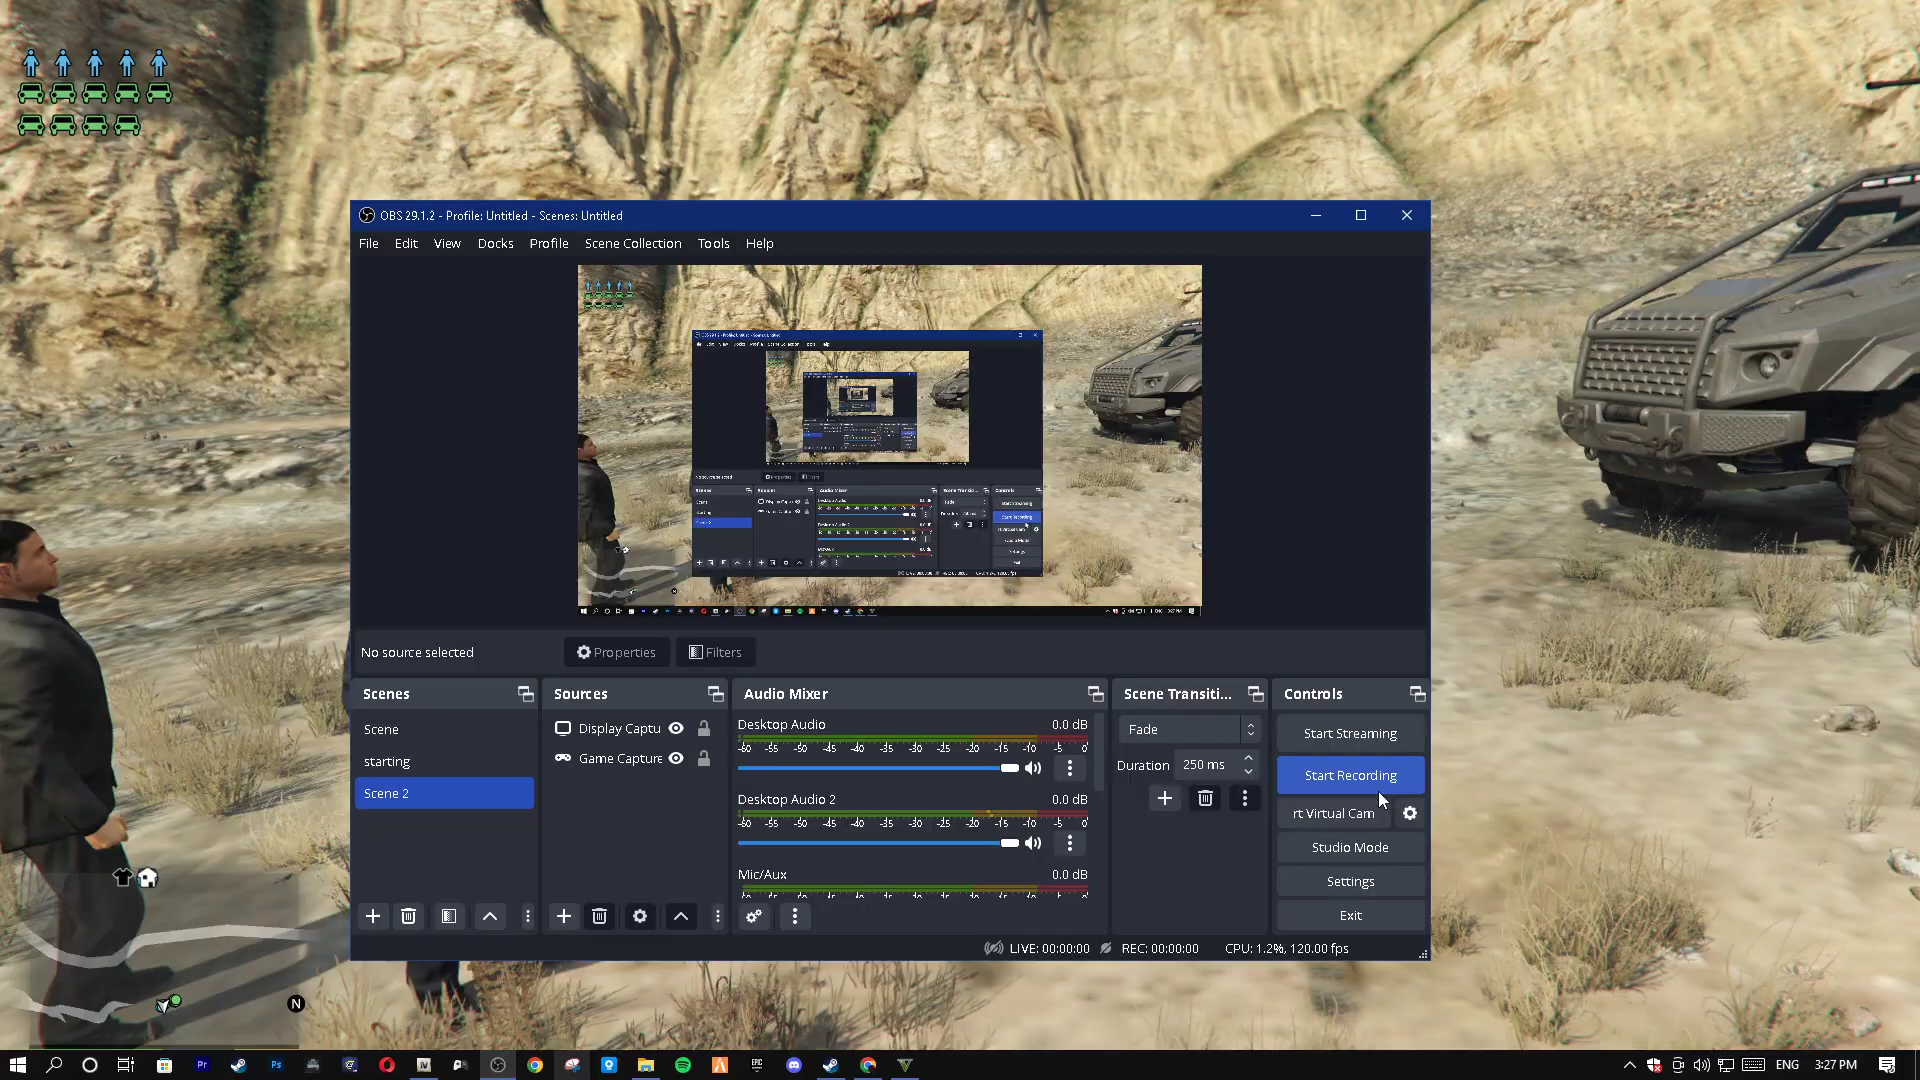 OBS 29.1.2 - Profile: Untitled - Scenes: Untitled
File Edit View Docks Profile Scene Collection Tools Help
No source selected
Properties
Filters
Scenes
Scene
starting
Scene 2
Sources
Display Captu
Game Capture
Audio Mixer
Desktop Audio 0.0 dB
-60 -55 -50 -45 -40 -35 -30 -25 -20 -15 -10 -5 0
Desktop Audio 2 0.0 dB
-60 -55 -50 -45 -40 -35 -30 -25 -20 -15 -10 -5 0
Mic/Aux 0.0 dB
Scene Transiti...
Fade
Duration 250 ms
Controls
Start Streaming
Start Recording
rt Virtual Cam
Studio Mode
Settings
Exit
LIVE: 00:00:00 REC: 00:00:00 CPU: 1.2%, 120.00 fps
N
Pr
Ps
EPIC
ENG 3:27 PM